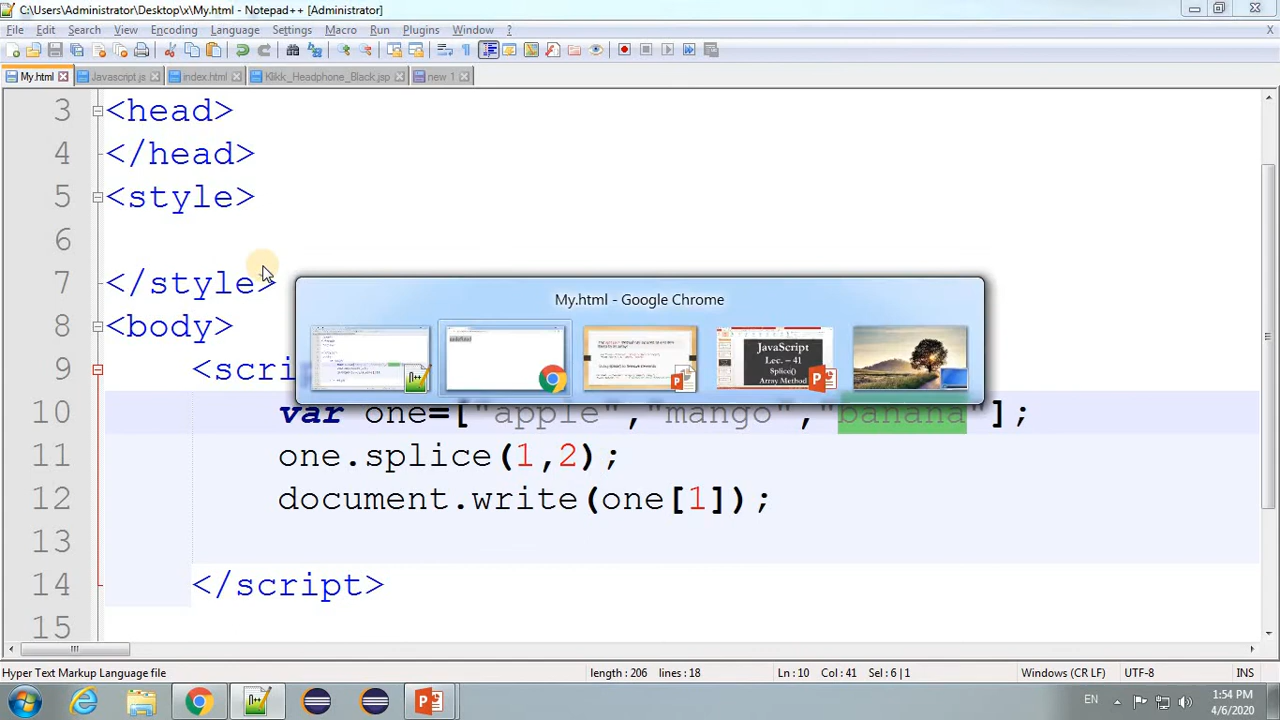 C:\Users\Administrator\Desktop\x\My.html - Notepad++ [Administrator]
File Edit Search View Encoding Language Settings Macro Run Plugins Window ? X
My.html Javascript.js index.html Klikk_Headphone_Black.jsp new 1
3 <head>
4 </head>
5 <style>
6
7 </style>
8 <body>
My.html - Google Chrome
undefined
JavaScript
Lec. – 41
Splice()
Array Method
9 <scri
10 var one=["apple","mango","banana"];
11 one.splice(1,2);
12 document.write(one[1]);
13
14 </script>
15
Hyper Text Markup Language file length : 206 lines : 18 Ln : 10 Col : 41 Sel : 6 | 1 Windows (CR LF) UTF-8 INS
EN 1:54 PM
4/6/2020